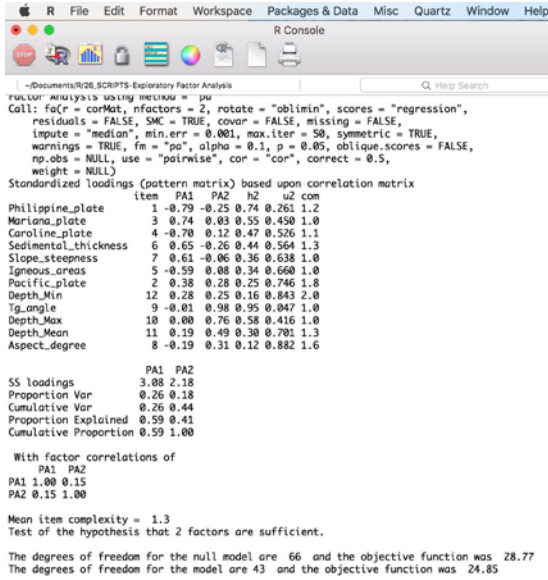 R File Edit Format Workspace Packages & Data Misc Quartz Window Help
R Console
STOP
~/Documents/R/26_SCRIPTS-Exploratory Factor Analysis
Help Search
Factor Analysis using method = pa
Call: fa(r = corMat, nfactors = 2, rotate = "oblimin", scores = "regression",
residuals = FALSE, SMC = TRUE, covar = FALSE, missing = FALSE,
impute = "median", min.err = 0.001, max.iter = 50, symmetric = TRUE,
warnings = TRUE, fm = "pa", alpha = 0.1, p = 0.05, oblique.scores = FALSE,
np.obs = NULL, use = "pairwise", cor = "cor", correct = 0.5,
weight = NULL)
Standardized loadings (pattern matrix) based upon correlation matrix
item PA1 PA2 h2 u2 com
Philippine_plate 1 -0.79 -0.25 0.74 0.261 1.2
Mariana_plate 3 0.74 0.03 0.55 0.450 1.0
Caroline_plate 4 -0.70 0.12 0.47 0.526 1.1
Sedimental_thickness 6 0.65 -0.26 0.44 0.564 1.3
Slope_steepness 7 0.61 -0.06 0.36 0.638 1.0
Igneous_areas 5 -0.59 0.08 0.34 0.660 1.0
Pacific_plate 2 0.38 0.28 0.25 0.746 1.8
Depth_Min 12 0.28 0.25 0.16 0.843 2.0
Tg_angle 9 -0.01 0.98 0.95 0.047 1.0
Depth_Max 10 0.00 0.76 0.58 0.416 1.0
Depth_Mean 11 0.19 0.49 0.30 0.701 1.3
Aspect_degree 8 -0.19 0.31 0.12 0.882 1.6
PA1 PA2
SS loadings 3.08 2.18
Proportion Var 0.26 0.18
Cumulative Var 0.26 0.44
Proportion Explained 0.59 0.41
Cumulative Proportion 0.59 1.00
With factor correlations of
PA1 PA2
PA1 1.00 0.15
PA2 0.15 1.00
Mean item complexity = 1.3
Test of the hypothesis that 2 factors are sufficient.
The degrees of freedom for the null model are 66 and the objective function was 28.77
The degrees of freedom for the model are 43 and the objective function was 24.85